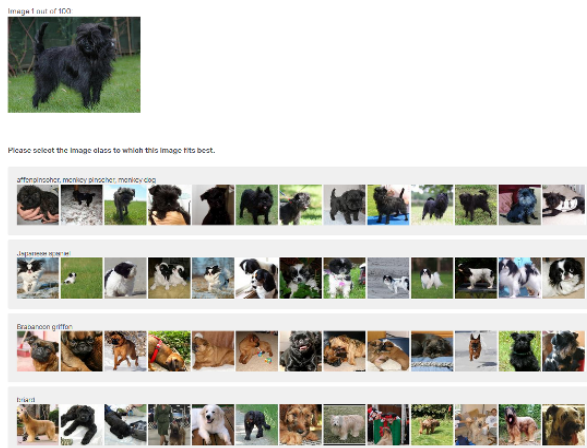 Image 1 out of 100:
Please select the image class to which this image fits best.
affenpinscher, monkey pinscher, monkey dog
Japanese spaniel
Brabancon griffon
briard